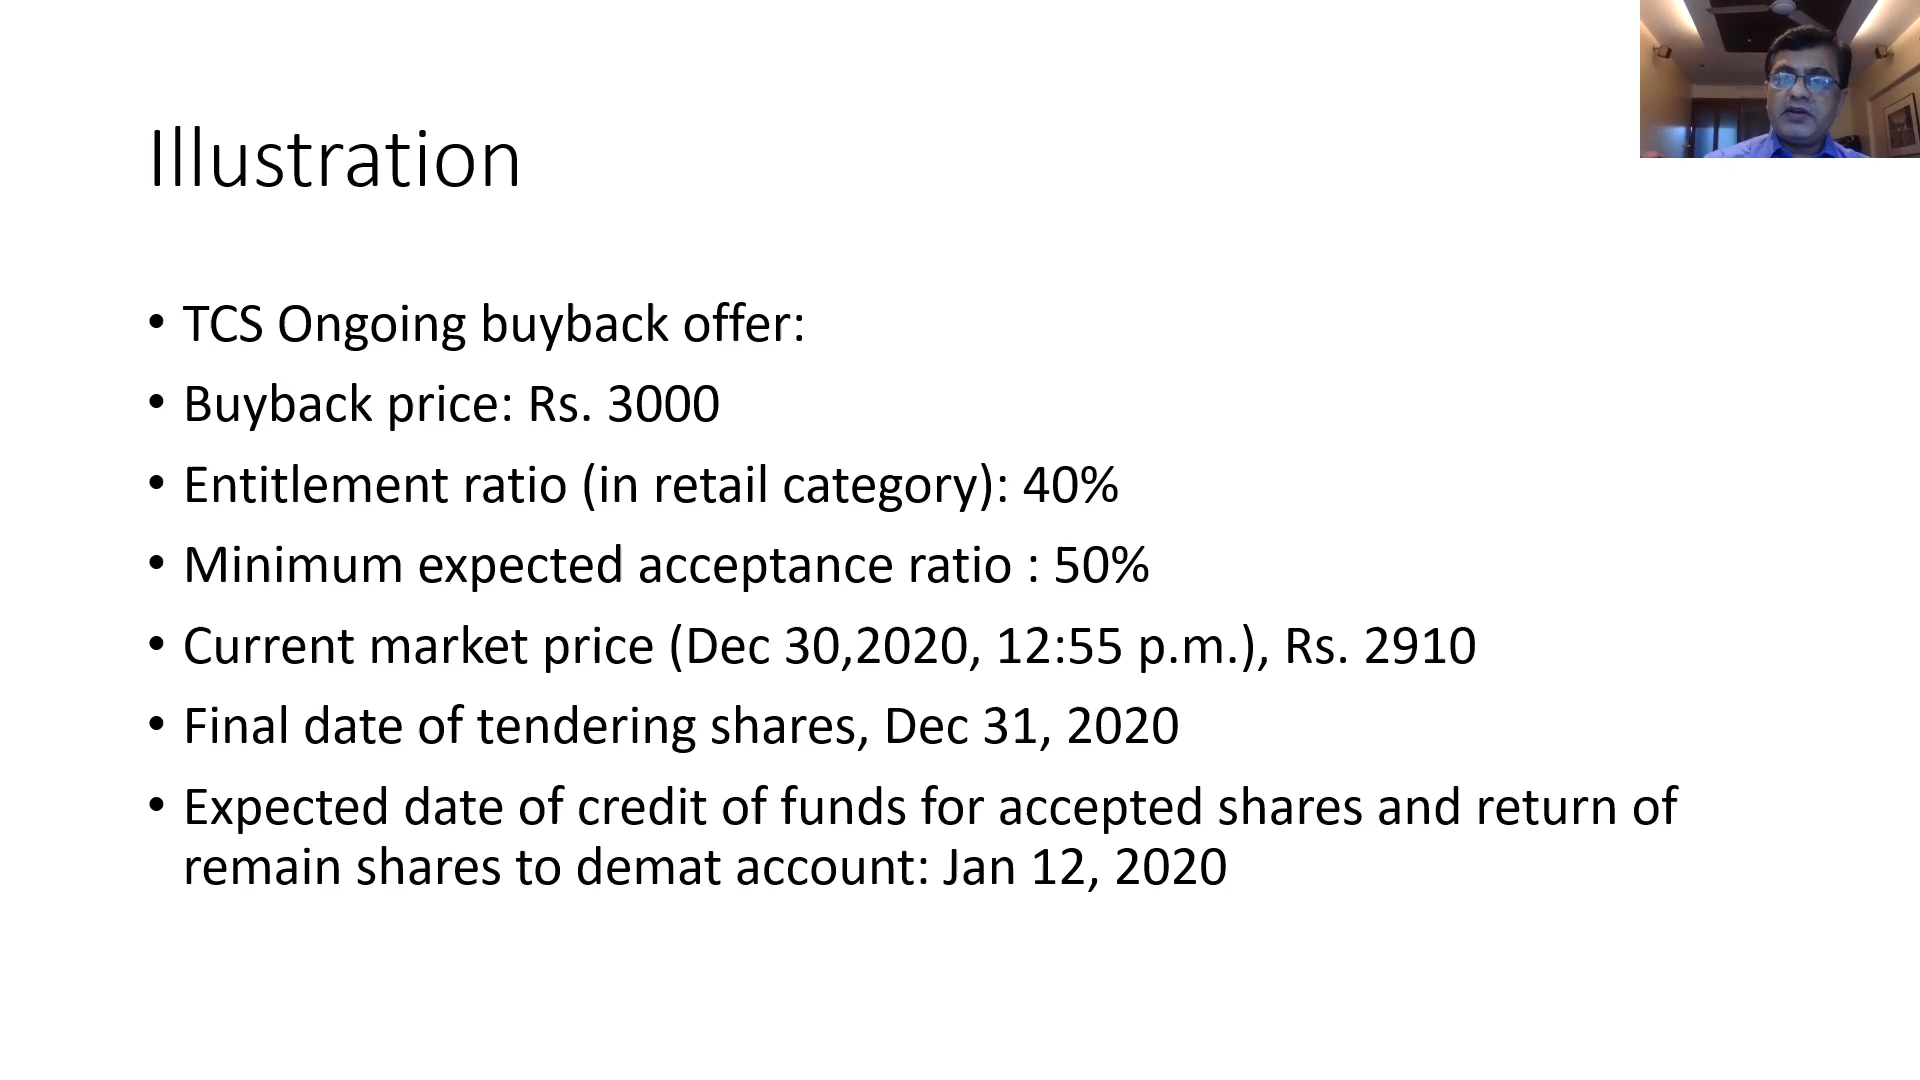 Illustration
• TCS Ongoing buyback offer:
• Buyback price: Rs. 3000
• Entitlement ratio (in retail category): 40%
• Minimum expected acceptance ratio : 50%
• Current market price (Dec 30,2020, 12:55 p.m.), Rs. 2910
• Final date of tendering shares, Dec 31, 2020
• Expected date of credit of funds for accepted shares and return of
remain shares to demat account: Jan 12, 2020